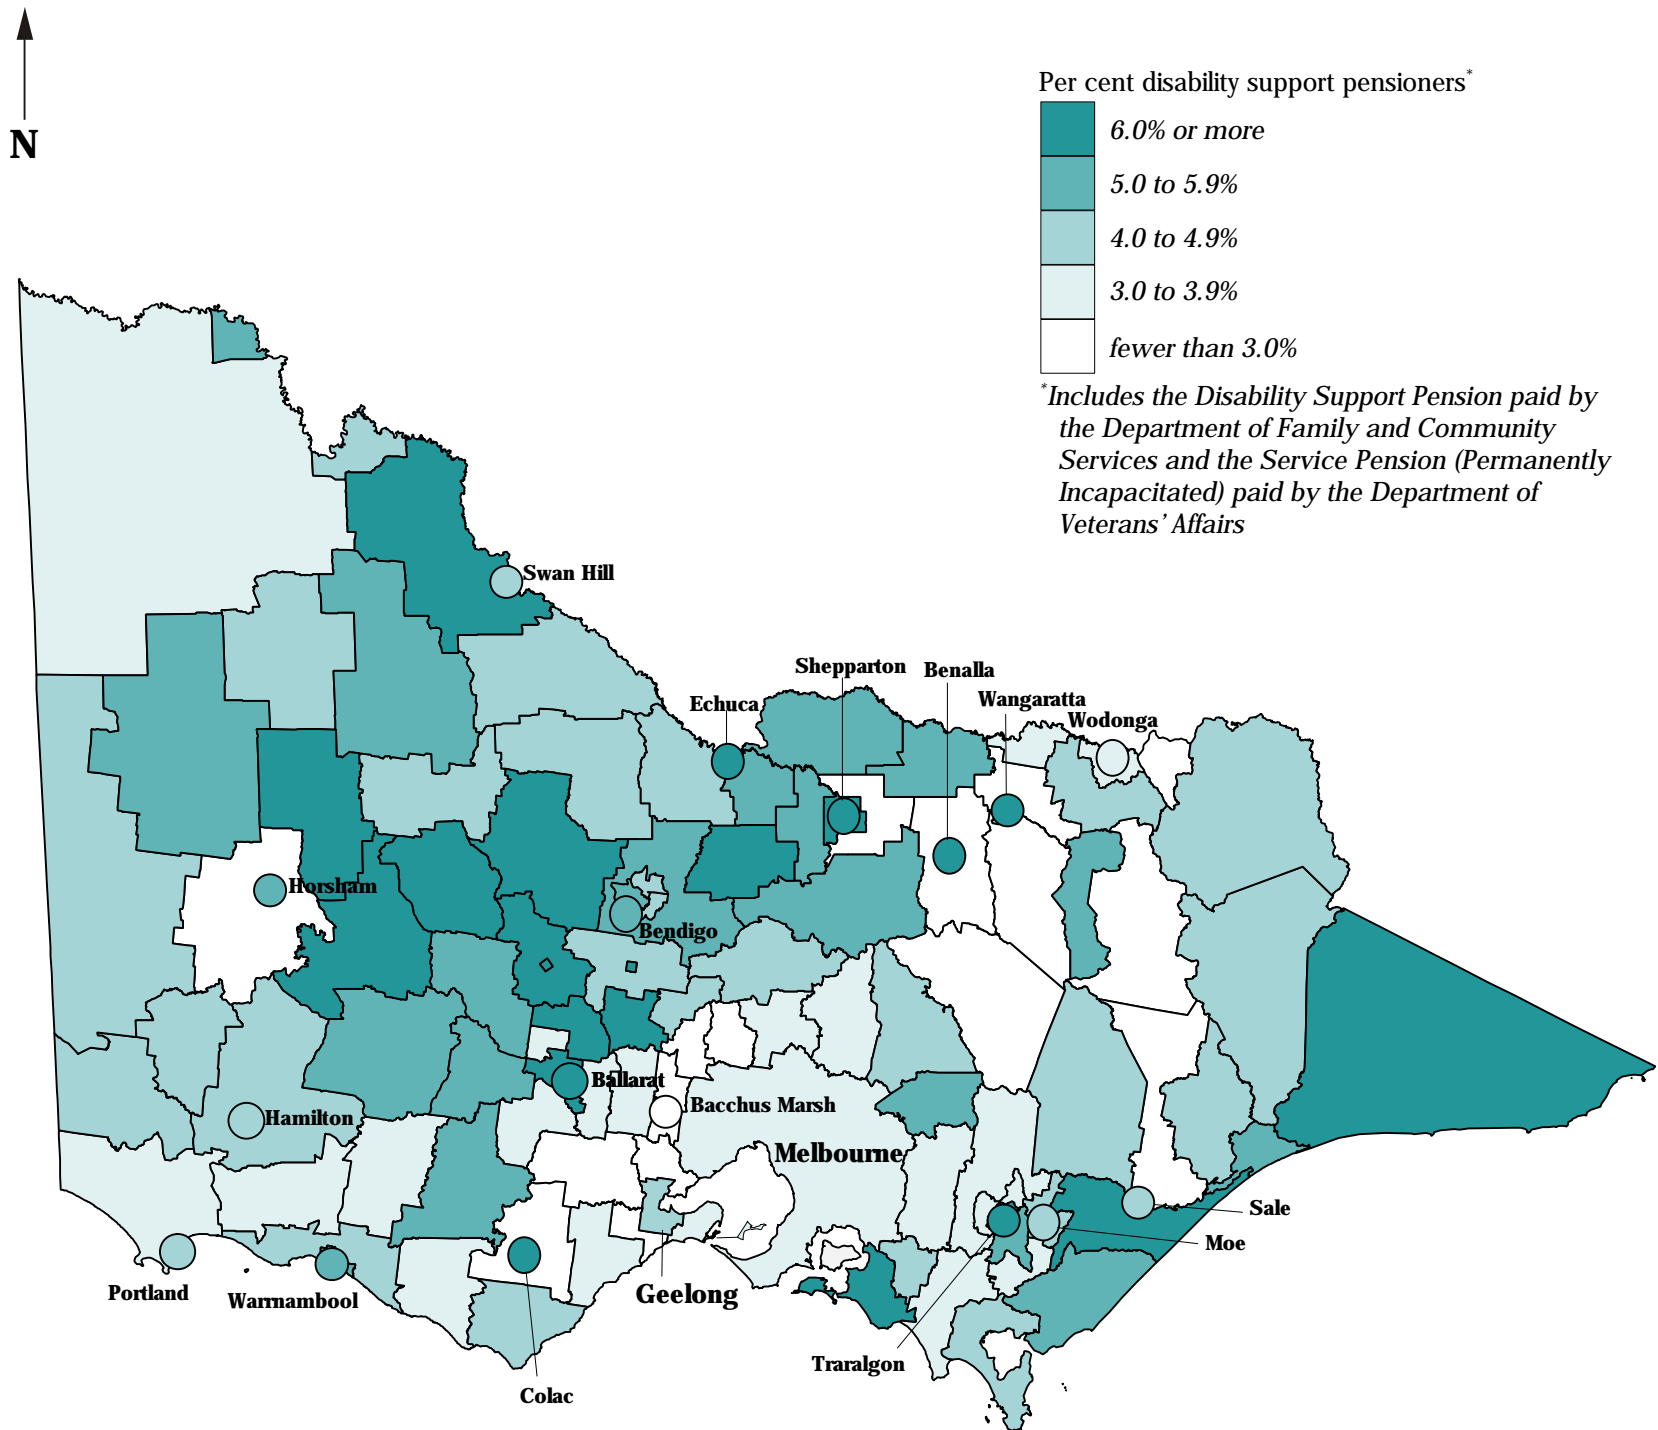 N
Per cent disability support pensioners*
6.0% or more
5.0 to 5.9%
4.0 to 4.9%
3.0 to 3.9%
fewer than 3.0%
*Includes the Disability Support Pension paid by
the Department of Family and Community
Services and the Service Pension (Permanently
Incapacitated) paid by the Department of
Veterans' Affairs
Swan Hill
Shepparton
Benalla
Echuca
Wangaratta
Wodonga
Horsham
Bendigo
Ballarat
Bacchus Marsh
Hamilton
Melbourne
Sale
Moe
Portland
Warrnambool
Geelong
Traralgon
Colac